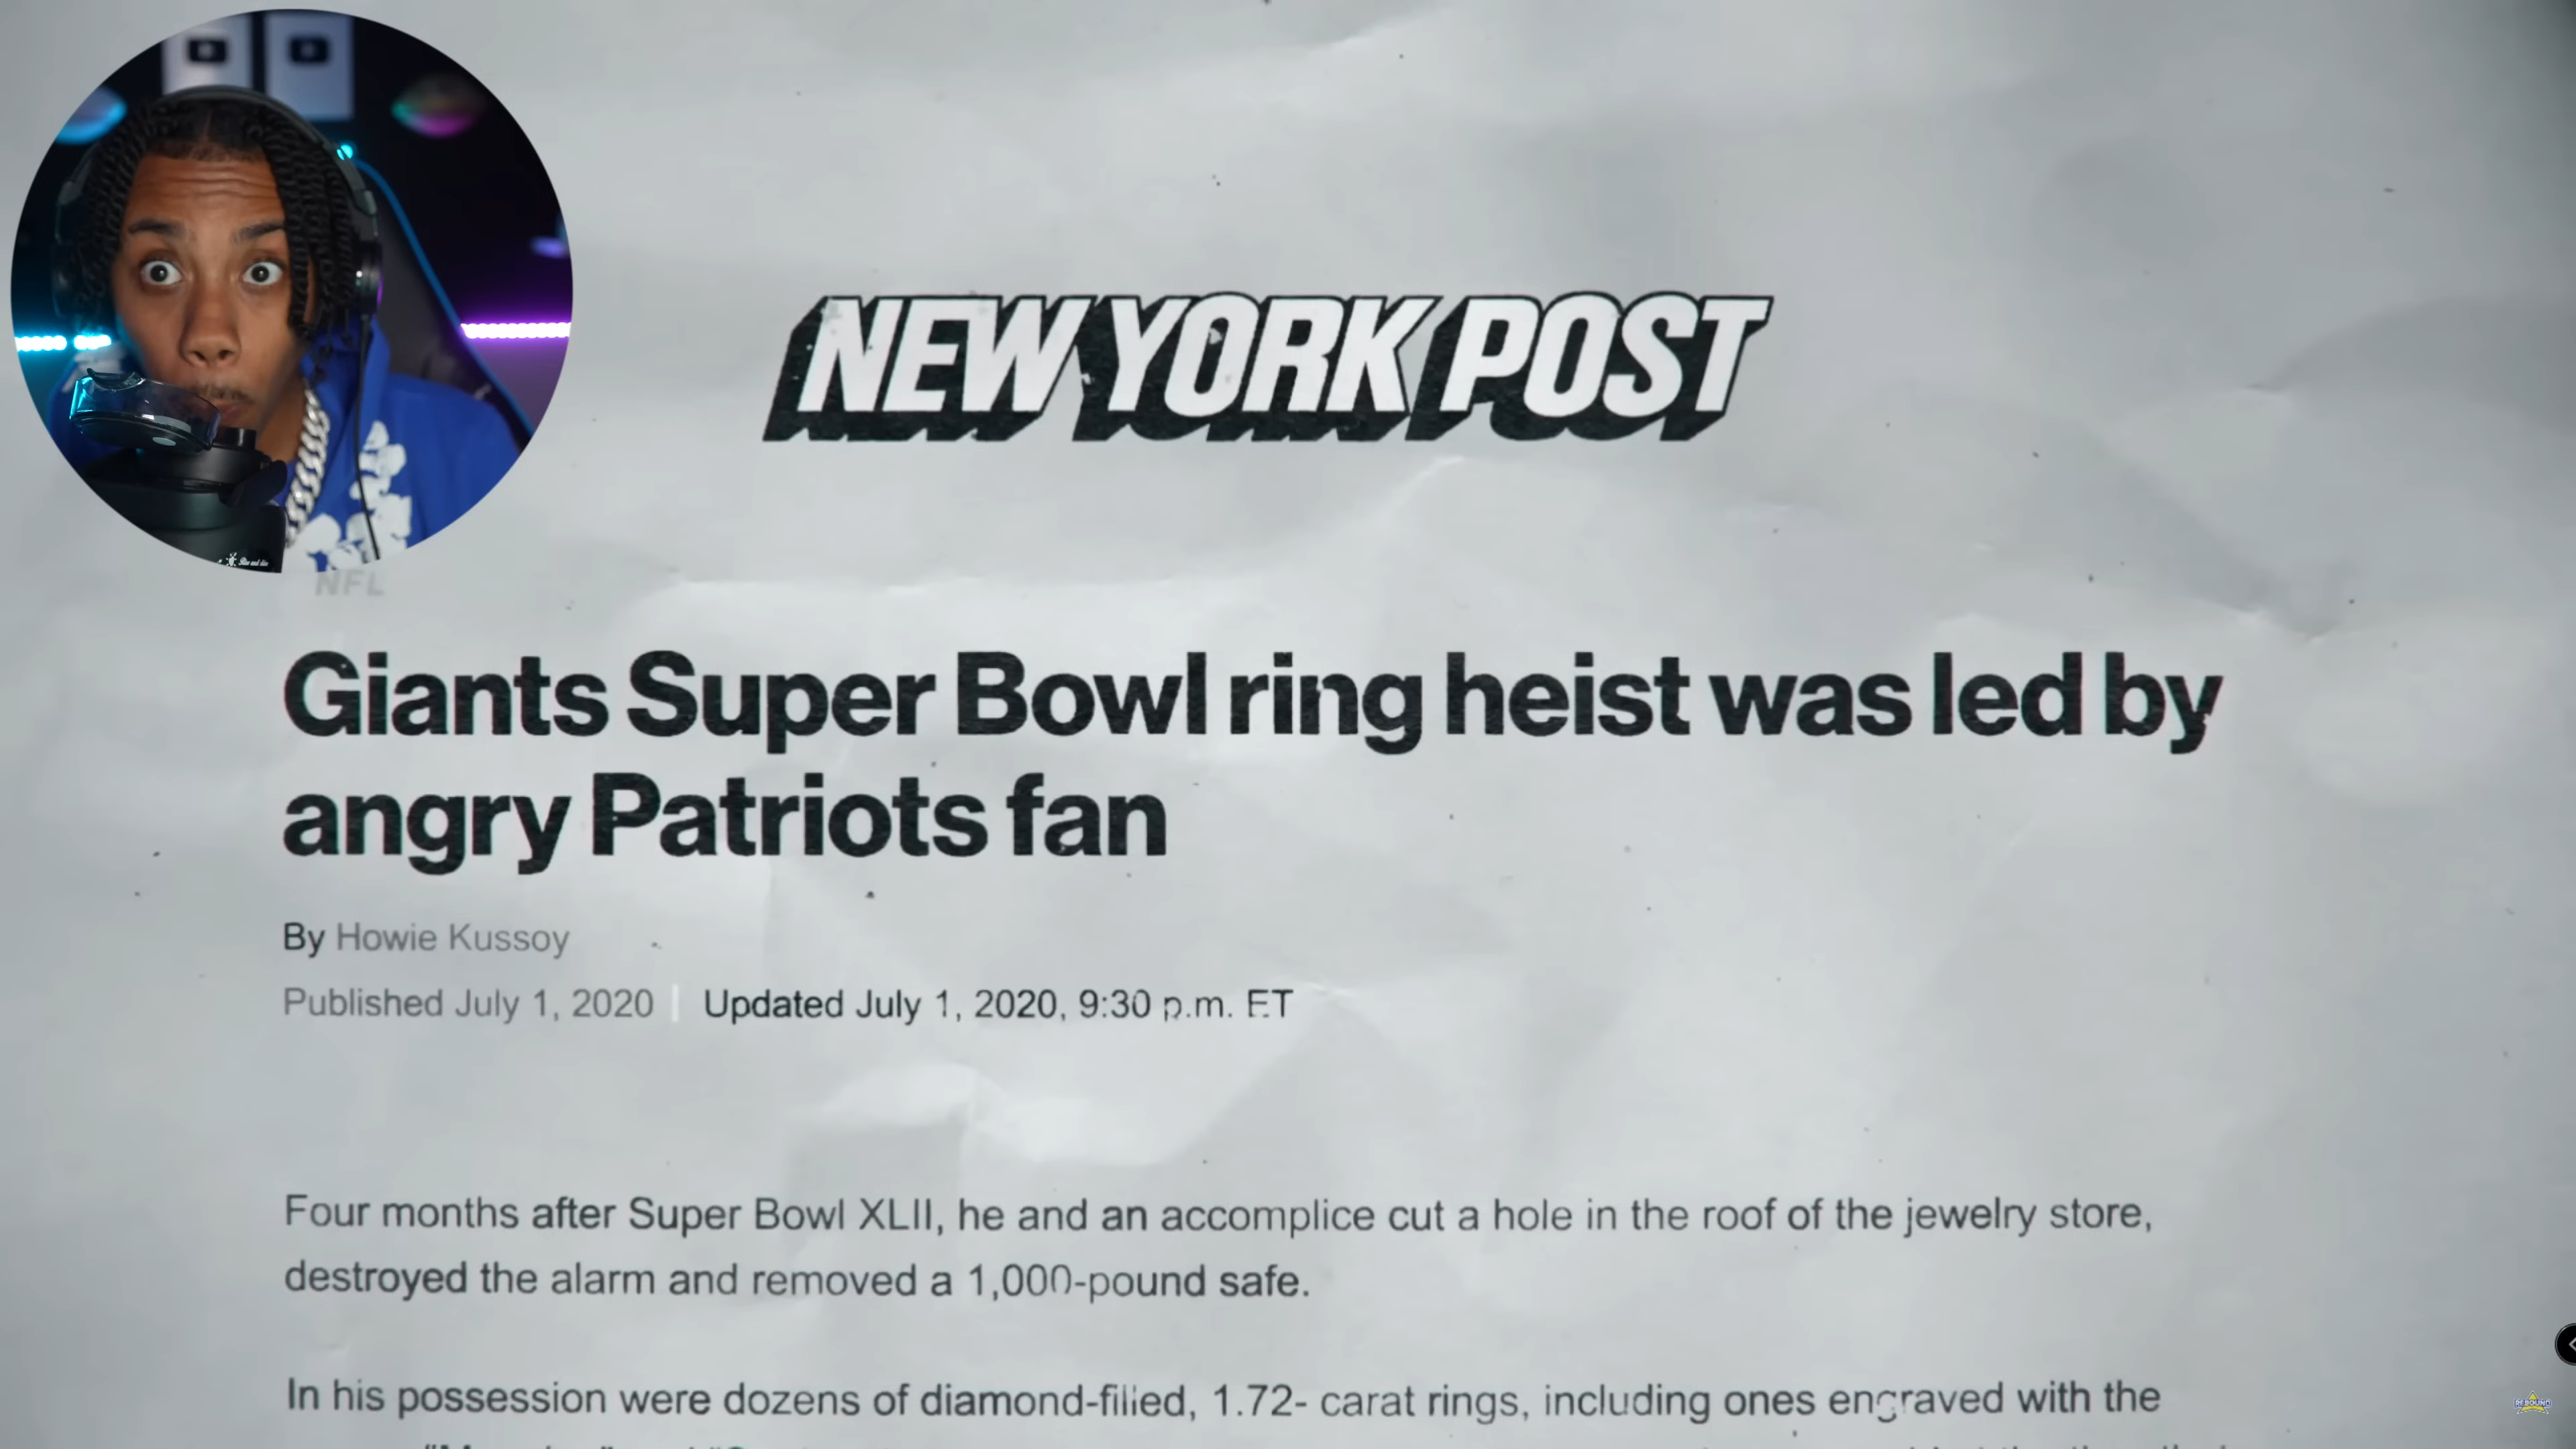 NEW YORK POST
NFL
Giants Super Bowl ring heist was led by
angry Patriots fan
By Howie Kussoy
Published July 1, 2020 | Updated July 1, 2020, 9:30 p.m. ET
Four months after Super Bowl XLII, he and an accomplice cut a hole in the roof of the jewelry store,
destroyed the alarm and removed a 1,000-pound safe.
In his possession were dozens of diamond-filled, 1.72- carat rings, including ones engraved with the
REBOUND